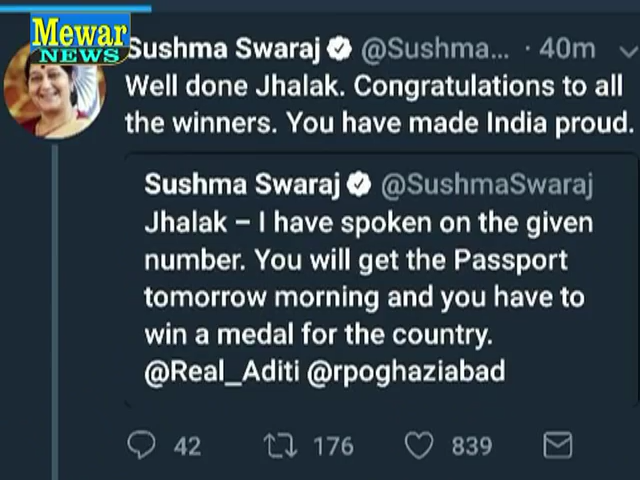 Mewar
NEWS
Sushma Swaraj @Sushma... · 40m
Well done Jhalak. Congratulations to all
the winners. You have made India proud.
Sushma Swaraj @SushmaSwaraj
Jhalak – I have spoken on the given
number. You will get the Passport
tomorrow morning and you have to
win a medal for the country.
@Real_Aditi @rpoghaziabad
42 176 839